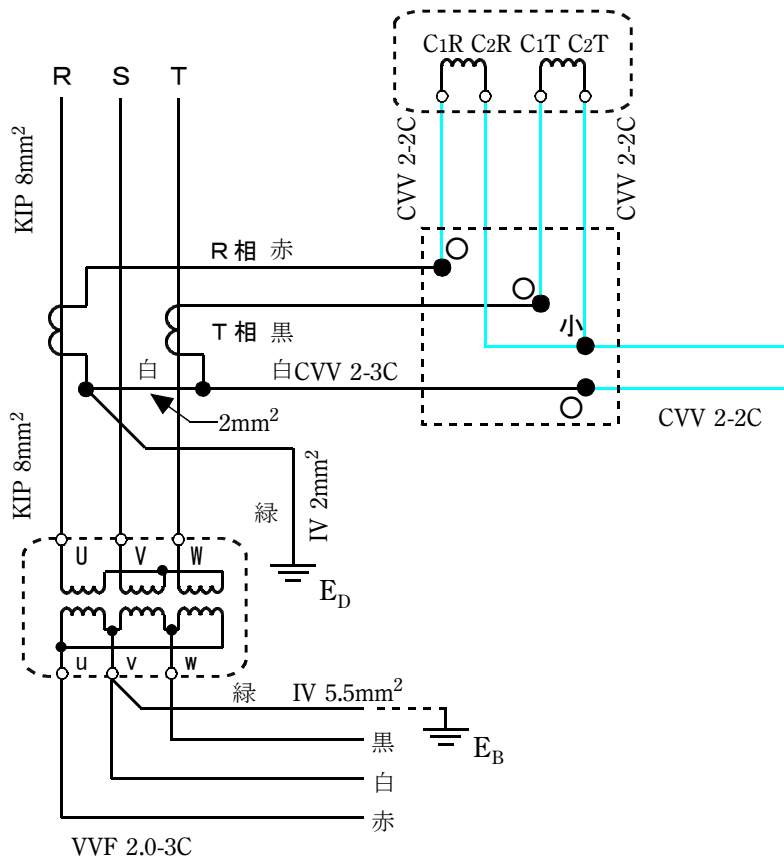 C1R C2R C1T C2T
R S T
KIP 8mm²
CVV 2-2C
CVV 2-2C
R相 赤
T相 黒
小
白
白CVV 2-3C
2mm²
CVV 2-2C
KIP 8mm²
緑
IV 2mm²
E_D
U V W
u v w
緑 IV 5.5mm²
E_B
黒
白
赤
VVF 2.0-3C